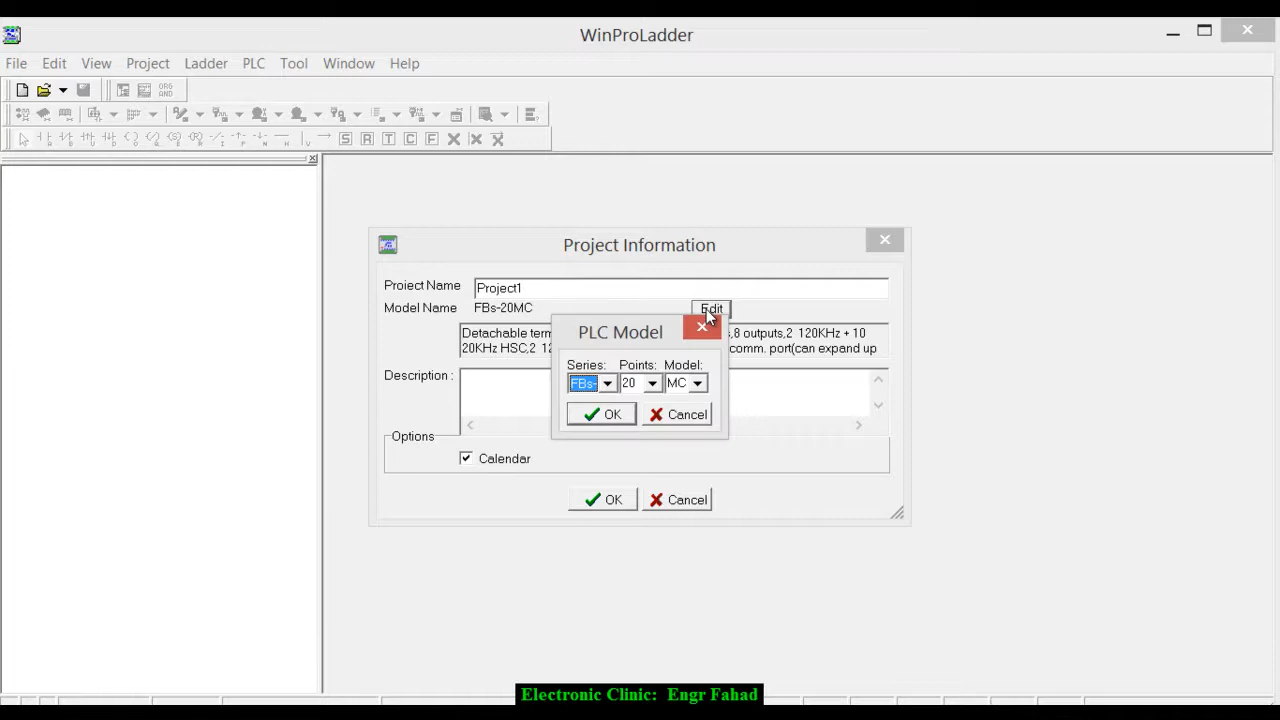 WinProLadder
File Edit View Project Ladder PLC Tool Window Help
ORG
AND
S R T C F
Project Information
Project Name Project1
Model Name FBs-20MC Edit
Detachable term s,8 outputs,2 120KHz + 10
20KHz HSC,2 12 comm. port(can expand up
PLC Model
Series: Points: Model:
FBs- 20 MC
OK Cancel
Description :
Options
Calendar
OK Cancel
Electronic Clinic: Engr Fahad